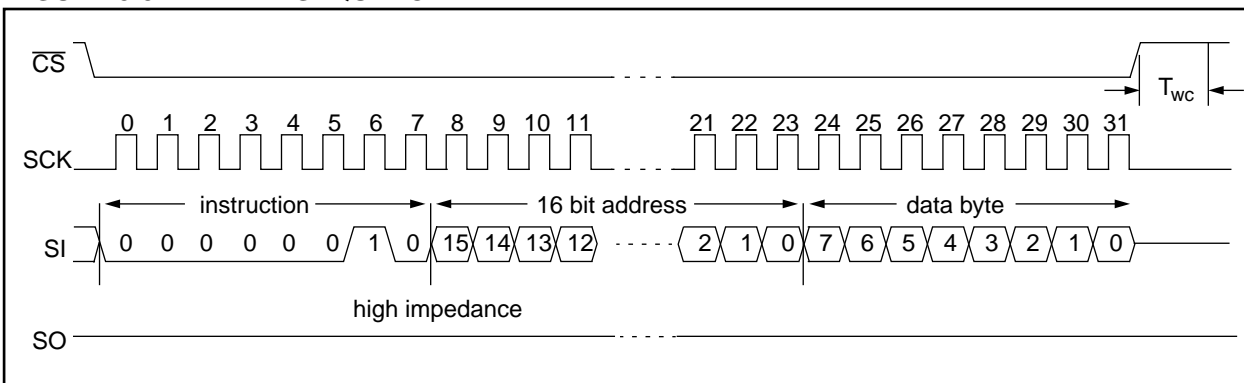 CS
T_WC
0 1 2 3 4 5 6 7 8 9 10 11 21 22 23 24 25 26 27 28 29 30 31
SCK
instruction 16 bit address data byte
SI 0 0 0 0 0 0 1 0 15 14 13 12 2 1 0 7 6 5 4 3 2 1 0
high impedance
SO